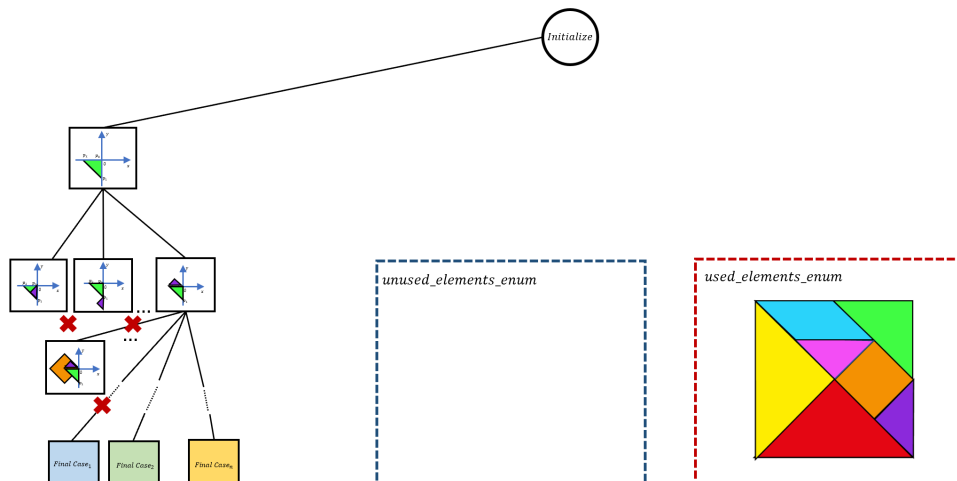 Initialize
unused_elements_enum
used_elements_enum
...
...
Final Case₁
Final Case₂
Final Caseₙ